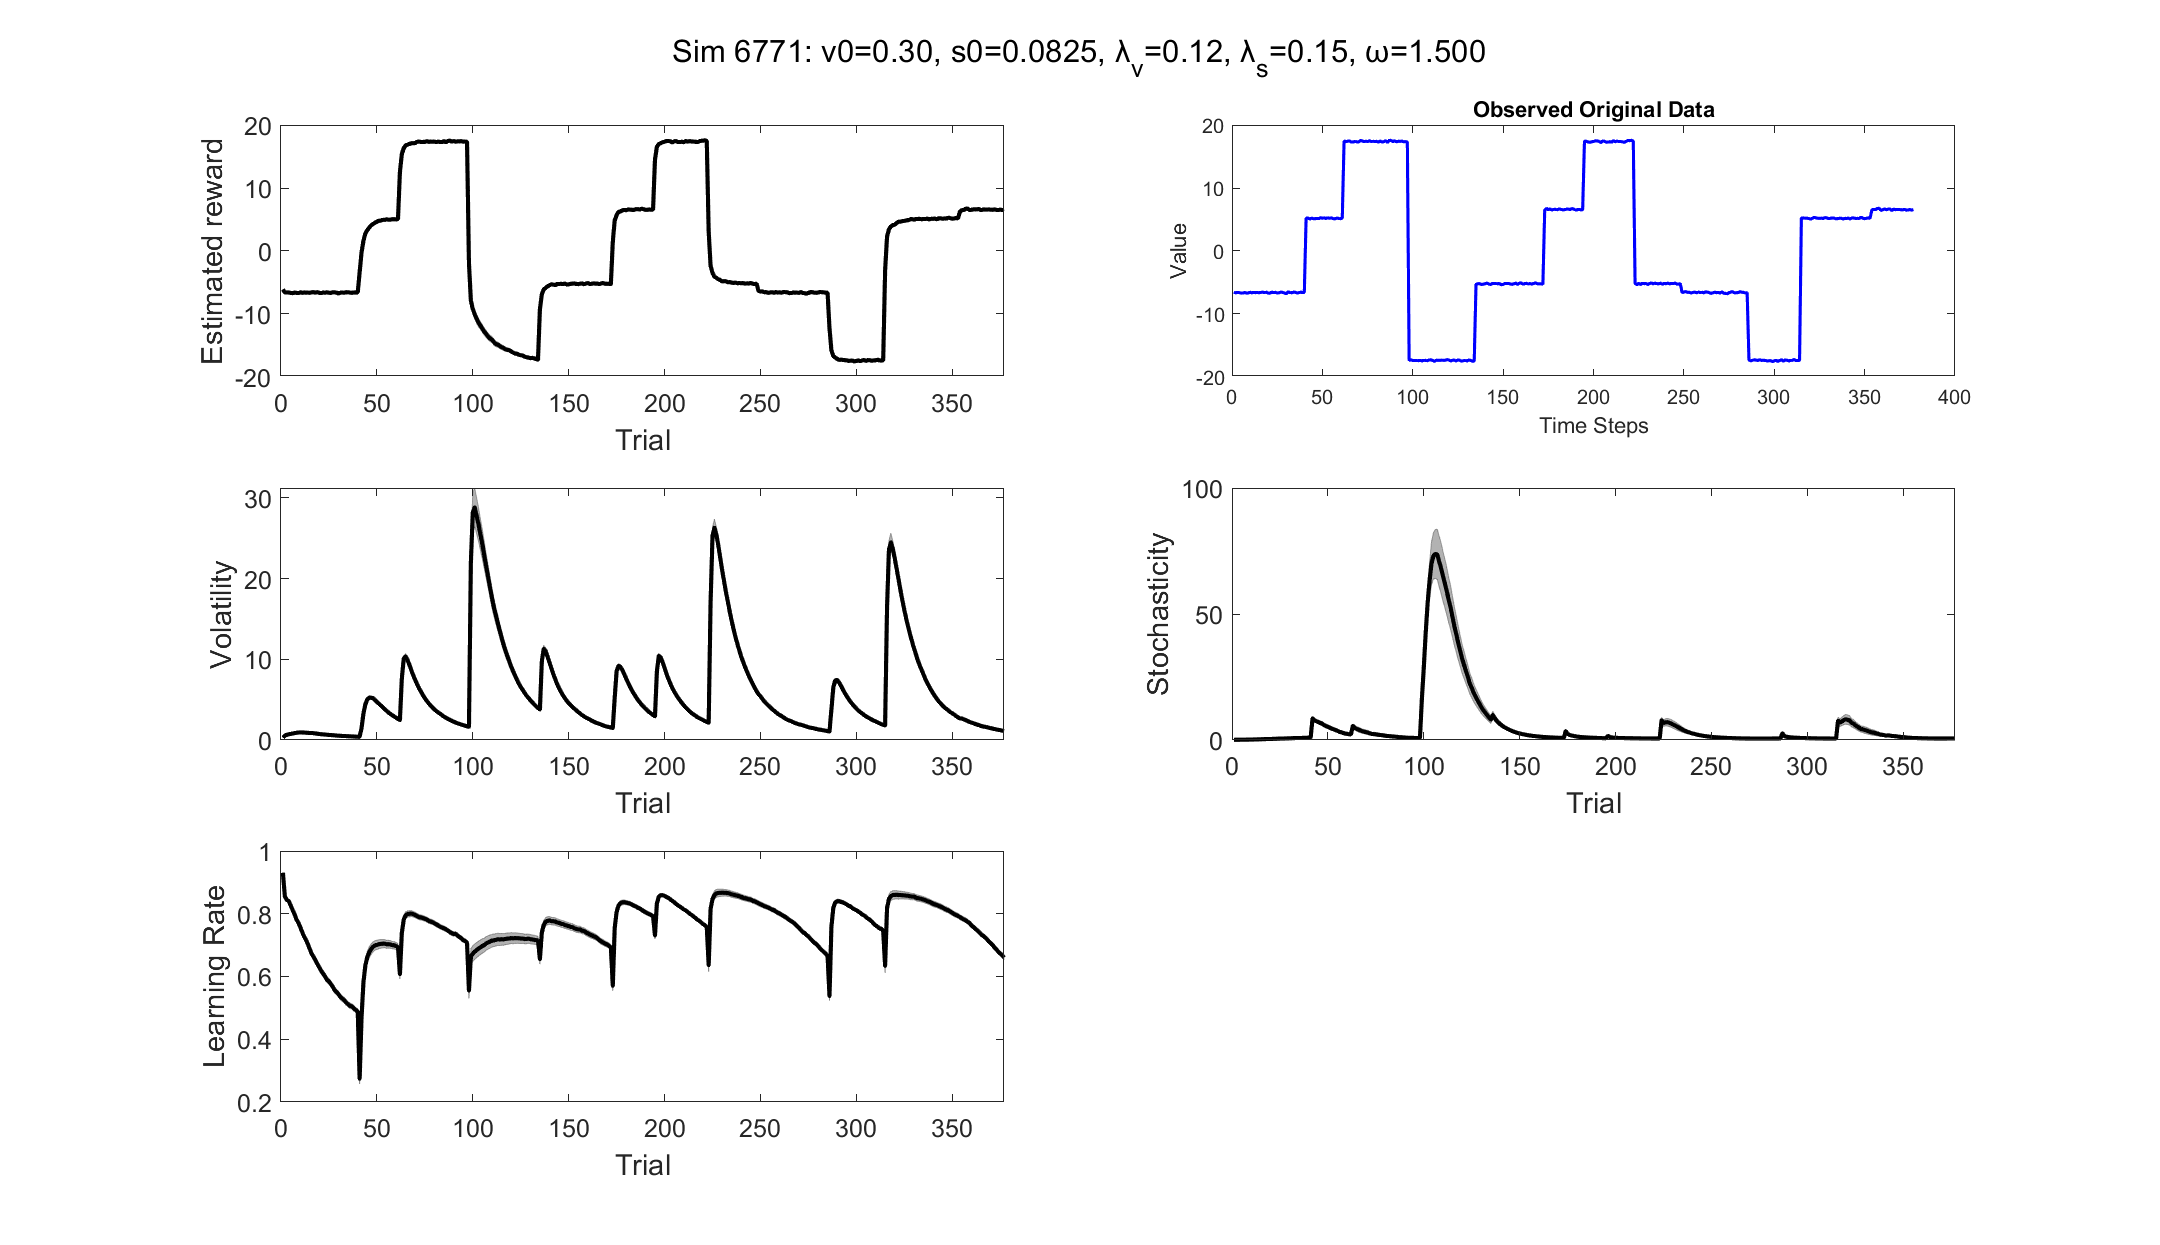 Sim 6771: v0=0.30, s0=0.0825, λ_v=0.12, λ_s=0.15, ω=1.500
Estimated reward
20
10
0
-10
-20
0 50 100 150 200 250 300 350
Trial
Observed Original Data
Value
20
10
0
-10
-20
0 50 100 150 200 250 300 350 400
Time Steps
Volatility
30
20
10
0
0 50 100 150 200 250 300 350
Trial
Stochasticity
100
50
0
0 50 100 150 200 250 300 350
Trial
Learning Rate
1
0.8
0.6
0.4
0.2
0 50 100 150 200 250 300 350
Trial